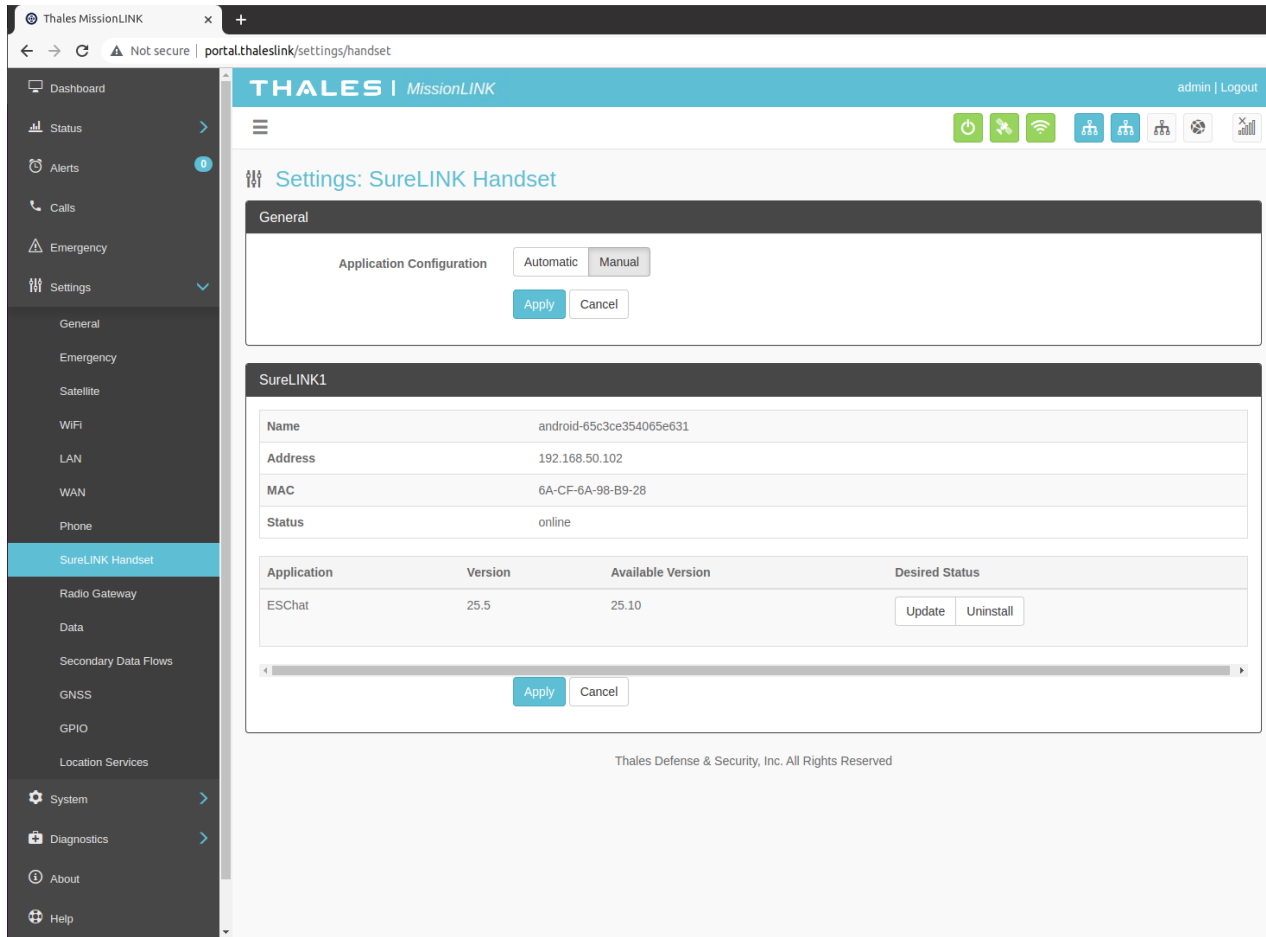 Thales MissionLINK
Not secure | portal.thaleslink/settings/handset
Dashboard
Status
Alerts 0
Calls
Emergency
Settings
General
Emergency
Satellite
WiFi
LAN
WAN
Phone
SureLINK Handset
Radio Gateway
Data
Secondary Data Flows
GNSS
GPIO
Location Services
System
Diagnostics
About
Help
THALES | MissionLINK
admin | Logout
Settings: SureLINK Handset
General
Application Configuration Automatic Manual
Apply Cancel
SureLINK1
Name android-65c3ce354065e631
Address 192.168.50.102
MAC 6A-CF-6A-98-B9-28
Status online
Application Version Available Version Desired Status
ESChat 25.5 25.10 Update Uninstall
Apply Cancel
Thales Defense & Security, Inc. All Rights Reserved